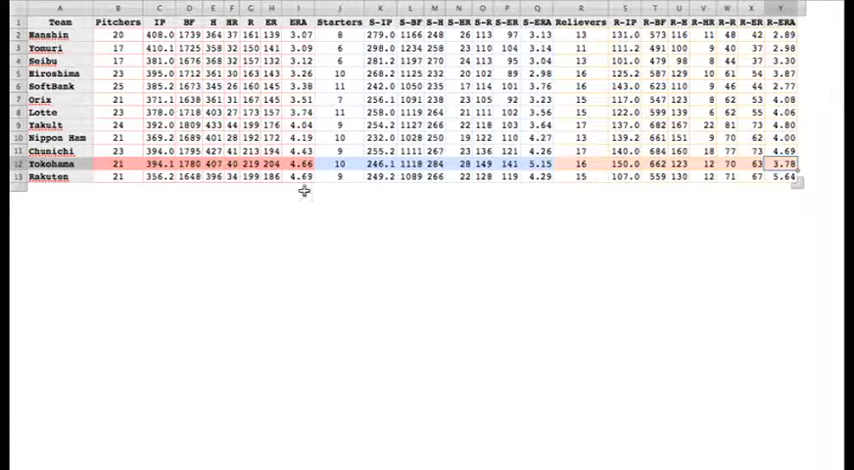 A B C D E F G H I J K L M N O P Q R S T U V W X Y
1 Team Pitchers IP BF H HR R ER ERA Starters S-IP S-BF S-H S-HR S-R S-ER S-ERA Relievers R-IP R-BF R-H R-HR R-R R-ER R-ERA
2 Hanshin 20 408.0 1739 364 37 161 139 3.07 8 279.0 1166 248 26 113 97 3.13 13 131.0 573 116 11 48 42 2.89
3 Yomuri 17 410.1 1725 358 32 150 141 3.09 6 298.0 1234 258 23 110 104 3.14 11 111.2 491 100 9 40 37 2.98
4 Seibu 17 381.0 1676 368 32 157 132 3.12 6 281.2 1197 270 24 113 95 3.04 13 101.0 479 98 8 44 37 3.30
5 Hiroshima 23 395.0 1712 361 30 163 143 3.26 10 268.2 1125 232 20 102 89 2.98 16 125.2 587 129 10 61 54 3.87
6 SoftBank 25 385.2 1673 345 26 160 145 3.38 11 242.0 1050 235 17 114 101 3.76 16 143.0 623 110 9 46 44 2.77
7 Orix 21 371.1 1638 361 31 167 145 3.51 7 256.1 1091 238 23 105 92 3.23 15 117.0 547 123 8 62 53 4.08
8 Lotte 23 378.0 1718 403 27 173 157 3.74 11 258.0 1119 264 21 111 102 3.56 15 122.0 599 139 6 62 55 4.06
9 Yakult 24 392.0 1809 433 44 199 176 4.04 9 254.2 1127 266 22 118 103 3.64 17 137.0 682 167 22 81 73 4.80
10 Nippon Ham 21 369.2 1689 401 28 192 172 4.19 10 232.0 1028 250 19 122 110 4.27 13 139.2 661 151 9 70 62 4.00
11 Chunichi 23 394.0 1795 427 41 213 194 4.43 9 255.2 1111 267 23 136 121 4.26 17 140.0 684 160 18 77 73 4.69
12 Yokohama 21 394.1 1780 407 40 219 204 4.66 10 246.1 1118 284 28 149 141 5.15 16 150.0 662 123 12 70 63 3.78
13 Rakuten 21 356.2 1648 396 34 199 186 4.69 9 249.2 1089 266 22 128 119 4.29 15 107.0 559 130 12 71 67 5.64